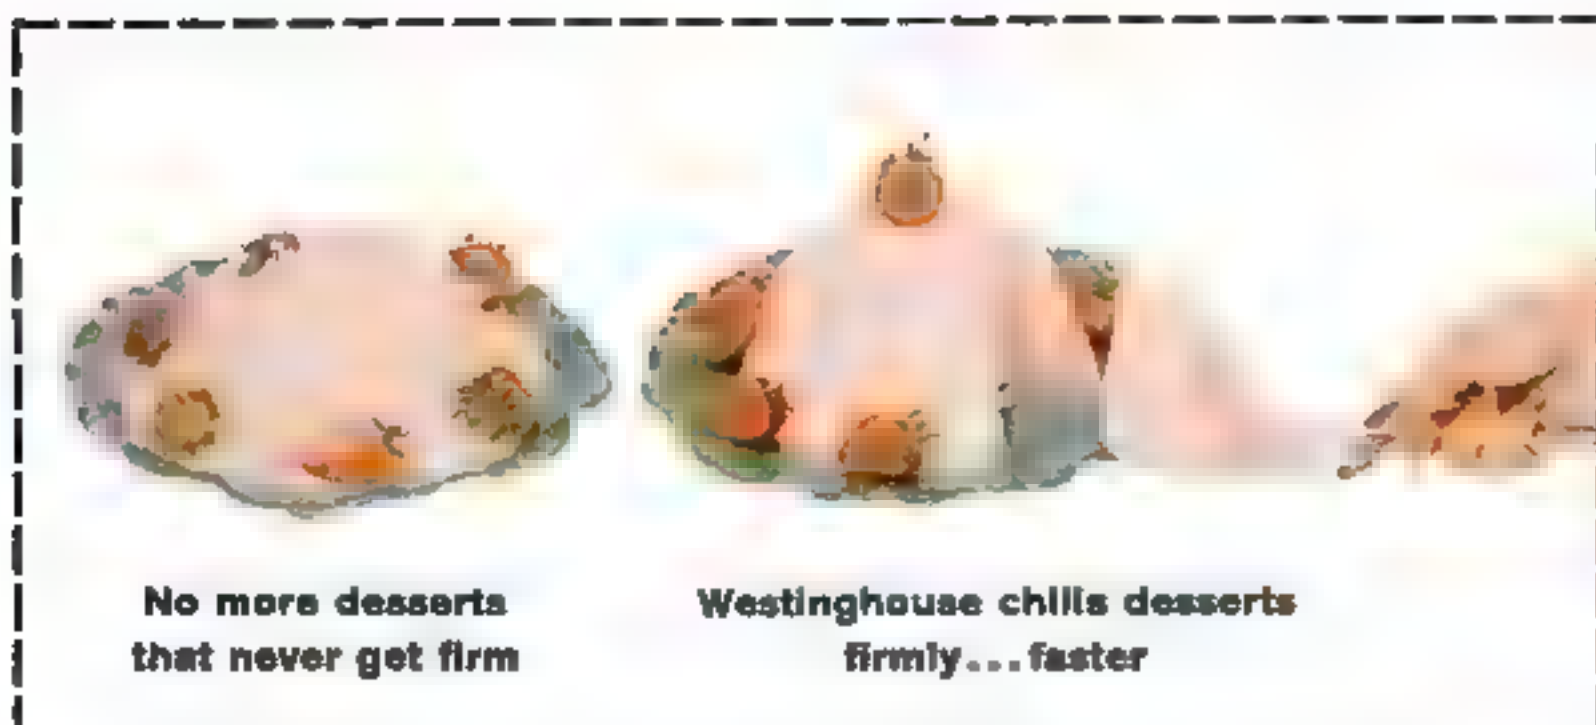 No more desserts
that never get firm
Westinghouse chills desserts
firmly...faster